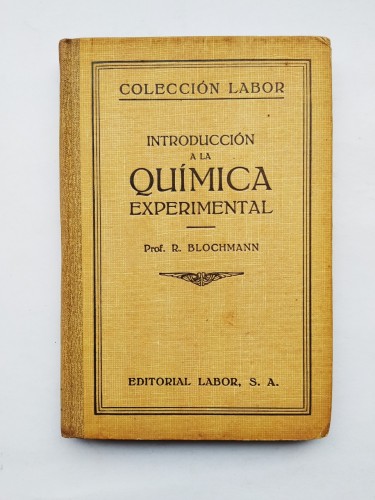 COLECCIÓN LABOR
INTRODUCCIÓN
A LA
QUÍMICA
EXPERIMENTAL
Prof. R. BLOCHMANN
EDITORIAL LABOR, S. A.